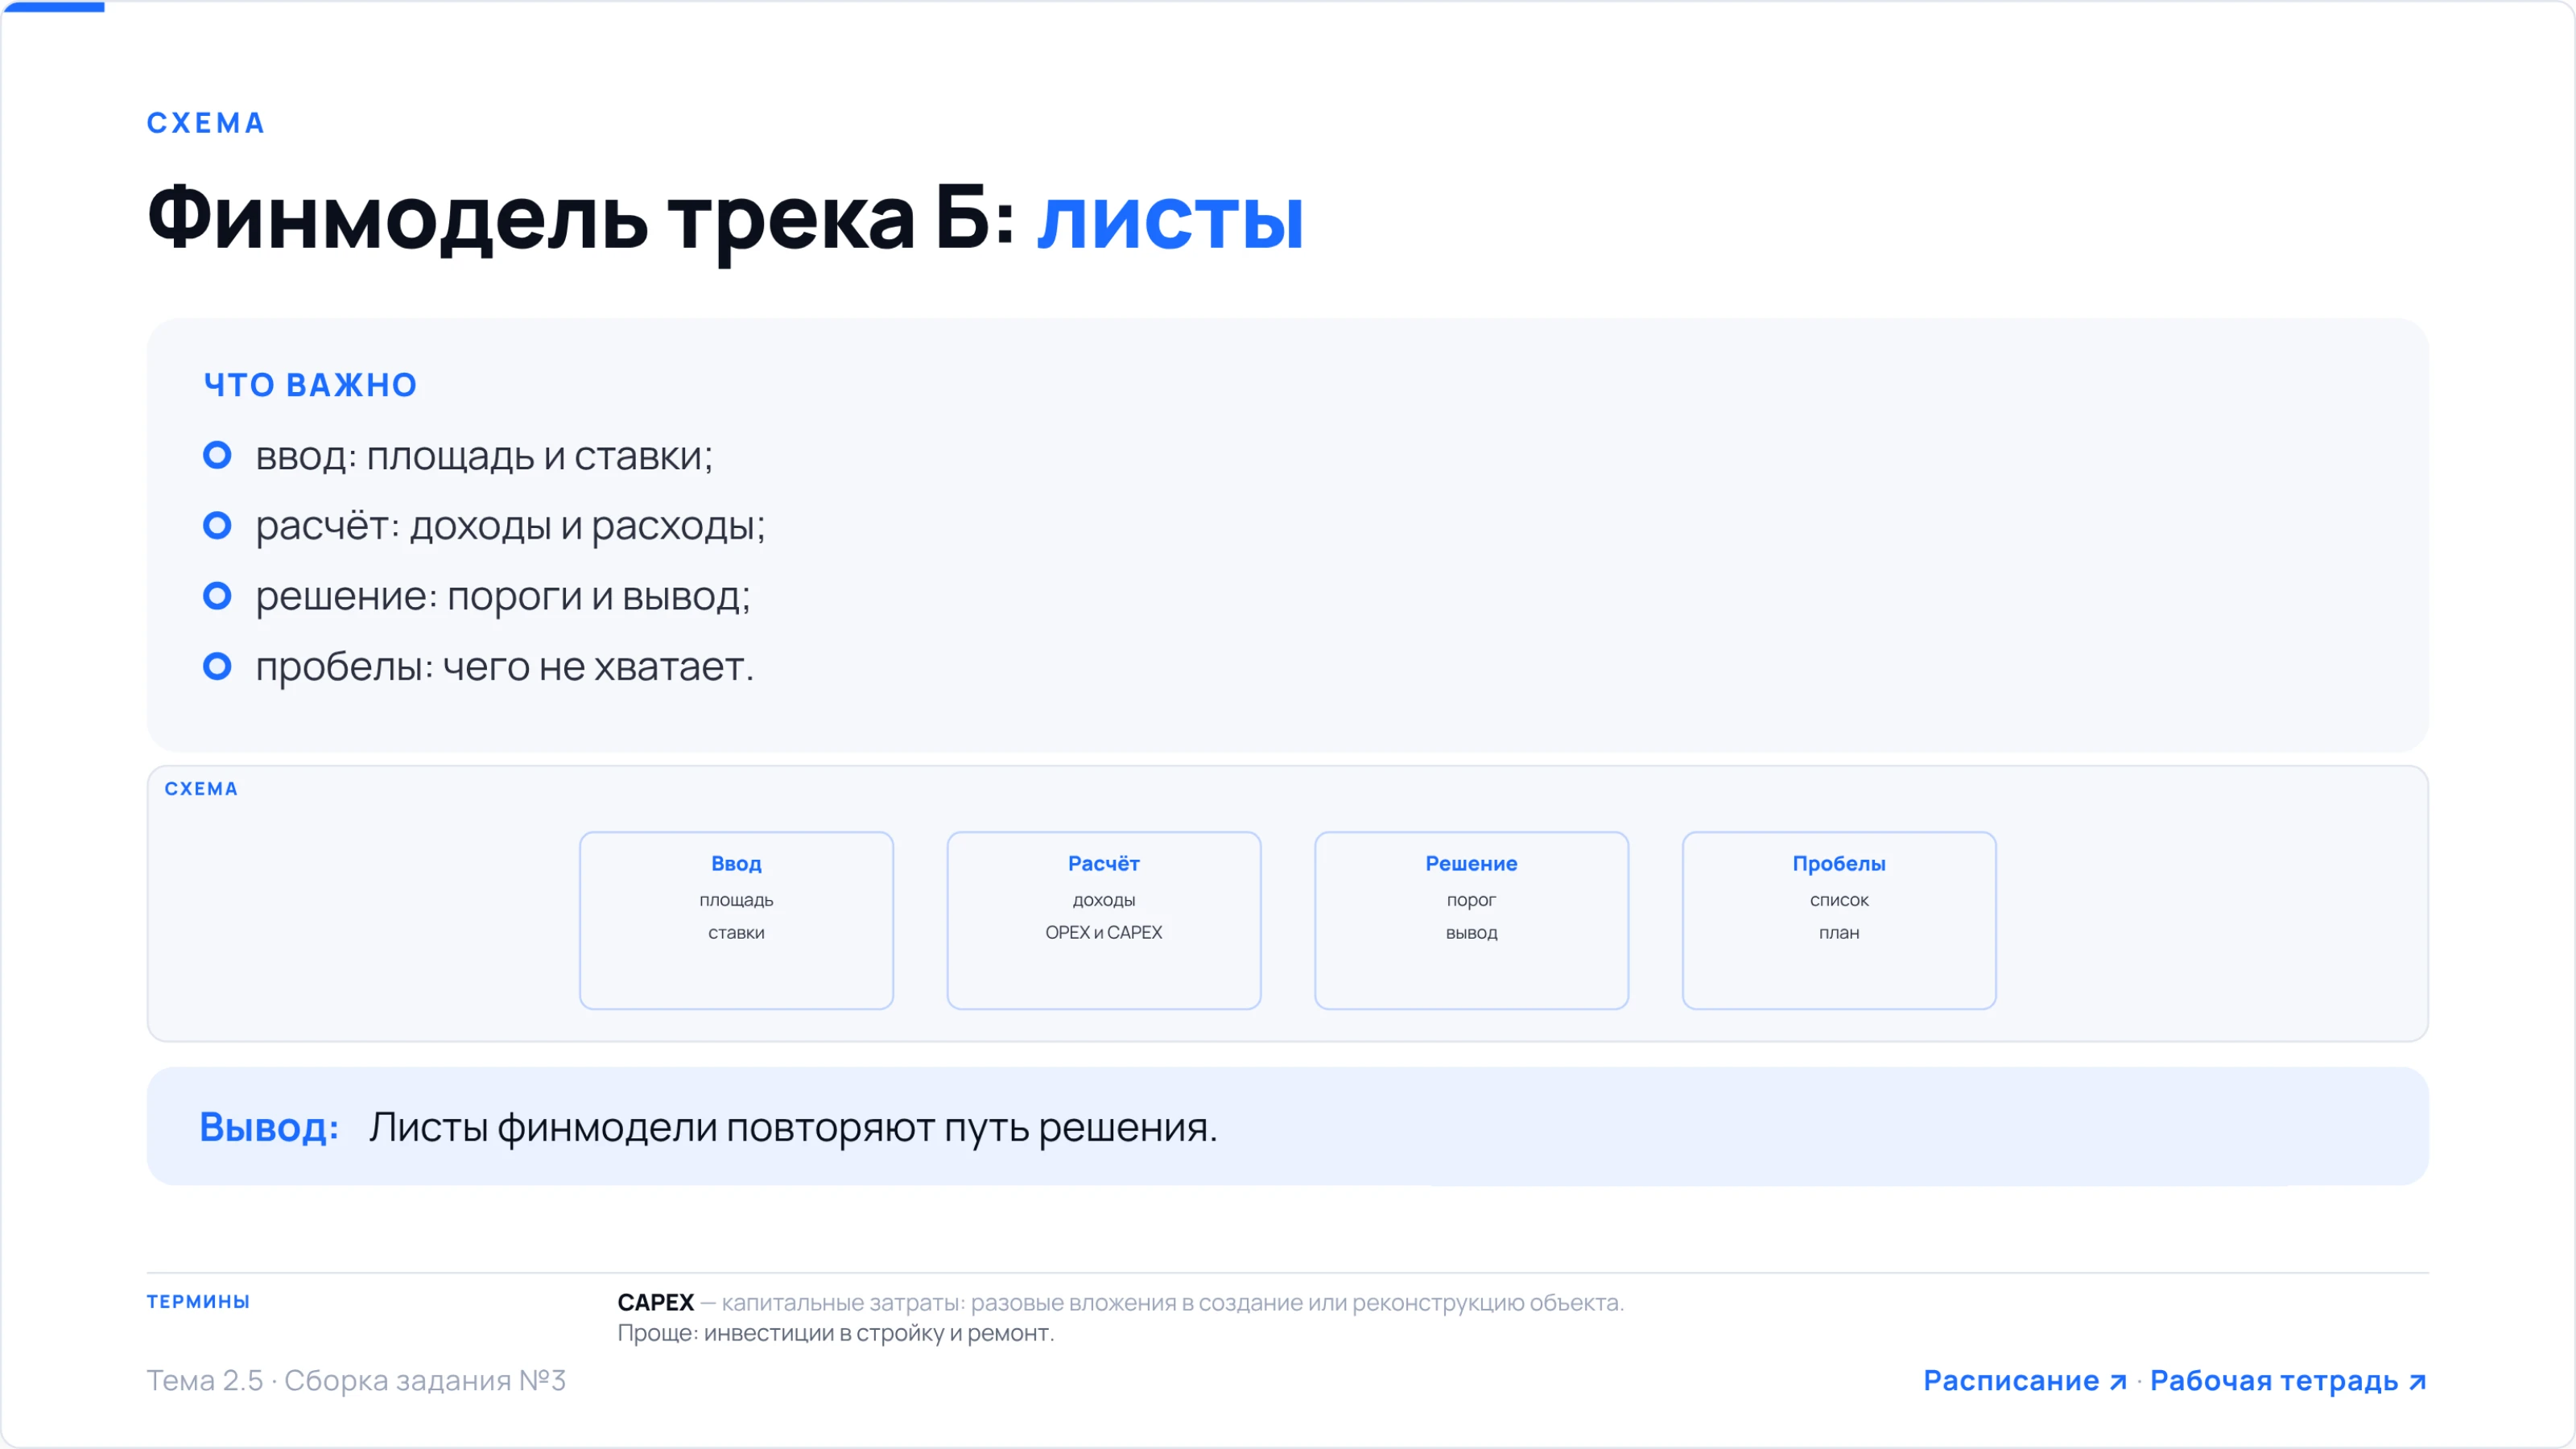 СХЕМА
Финмодель трека Б: листы
ЧТО ВАЖНО
ввод: площадь и ставки;
расчёт: доходы и расходы;
решение: пороги и вывод;
пробелы: чего не хватает.
СХЕМА
Ввод
площадь
ставки
Расчёт
доходы
OPEX и CAPEX
Решение
порог
вывод
Пробелы
список
план
Вывод: Листы финмодели повторяют путь решения.
ТЕРМИНЫ
CAPEX — капитальные затраты: разовые вложения в создание или реконструкцию объекта.
Проще: инвестиции в стройку и ремонт.
Тема 2.5 · Сборка задания №3
Расписание ↗ · Рабочая тетрадь ↗